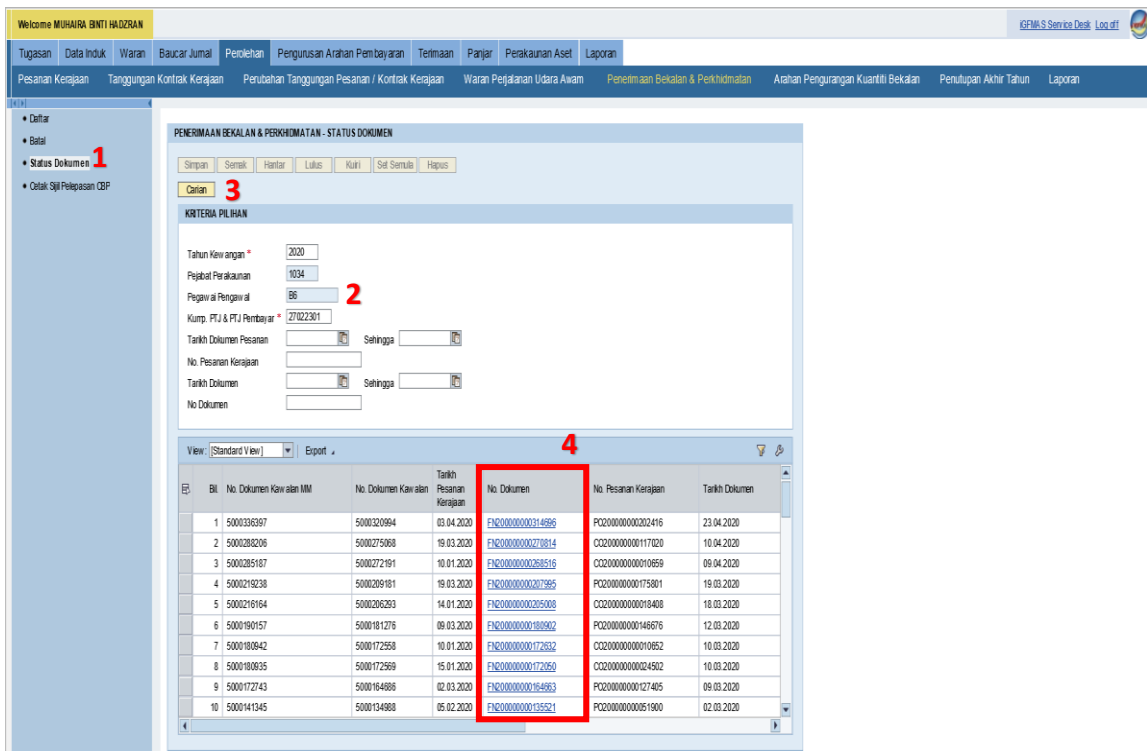 Welcome MUHAIRA BINTI HADZRAN
iGFMAS Service Desk Log off
Tugasan Data Induk Waran Baucar Jurnal Perolehan Pengurusan Arahan Pembayaran Terimaan Panjar Perakaunan Aset Laporan
Pesanan Kerajaan Tanggungan Kontrak Kerajaan Perubahan Tanggungan Pesanan / Kontrak Kerajaan Waran Perjalanan Udara Awam Penerimaan Bekalan & Perkhidmatan Arahan Pengurangan Kuantiti Bekalan Penutupan Akhir Tahun Laporan
Daftar
Batal
Status Dokumen 1
Cetak Sijil Pelepasan CBP
PENERIMAAN BEKALAN & PERKHIDMATAN - STATUS DOKUMEN
Simpan Semak Hantar Lulus Kuiri Set Semula Hapus
Carian 3
KRITERIA PILIHAN
Tahun Kewangan * 2020
Pejabat Perakaunan 1034
Pegawai Pengawal B6 2
Kump. PTJ & PTJ Pembayar * 27022301
Tarikh Dokumen Pesanan Sehingga
No. Pesanan Kerajaan
Tarikh Dokumen Sehingga
No Dokumen
View: [Standard View] Export 4
Bil. No. Dokumen Kawalan MM No. Dokumen Kawalan Tarikh Pesanan Kerajaan No. Dokumen No. Pesanan Kerajaan Tarikh Dokumen
1 5000336397 5000320994 03.04.2020 FN200000000314696 PO200000000202416 23.04.2020
2 5000288206 5000275068 19.03.2020 FN200000000270814 CO200000000117020 10.04.2020
3 5000285187 5000272191 10.01.2020 FN200000000268516 CO200000000010659 09.04.2020
4 5000219238 5000209181 19.03.2020 FN200000000207995 PO200000000175801 19.03.2020
5 5000216164 5000206293 14.01.2020 FN200000000205008 CO200000000018408 18.03.2020
6 5000190157 5000181276 09.03.2020 FN200000000180902 PO200000000146676 12.03.2020
7 5000180942 5000172558 10.01.2020 FN200000000172632 CO200000000010652 10.03.2020
8 5000180935 5000172569 15.01.2020 FN200000000172050 CO200000000024502 10.03.2020
9 5000172743 5000164686 02.03.2020 FN200000000164663 PO200000000127405 09.03.2020
10 5000141345 5000134988 05.02.2020 FN200000000135521 PO200000000051900 02.03.2020